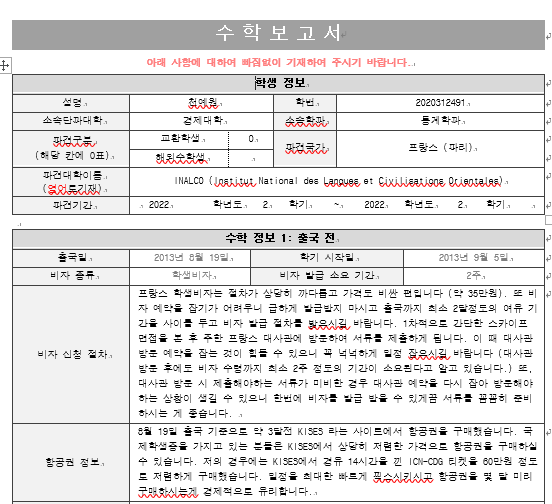 수 학 보 고 서
아래 사항에 대하여 빠짐없이 기재하여 주시기 바랍니다.
학생 정보
성명 천예원 학번 2020312491
소속단과대학 경제대학 소속학과 통계학과
파견구분 (해당 칸에 O표) 교환학생 O 파견국가 프랑스 (파리)
해외수학생
파견대학이름 (영어로기재) INALCO (Institut National des Langues et Civilisations Orientales)
파견기간 2022 학년도 2 학기 ~ 2022 학년도 2 학기
수학 정보 1: 출국 전
출국일 2013년 8월 19일 학기 시작일 2013년 9월 5일
비자 종류 학생비자 비자 발급 소요 기간 2주
비자 신청 절차
프랑스 학생비자는 절차가 상당히 까다롭고 가격도 비싼 편입니다 (약 35만원). 또 비
자 예약을 잡기가 어려우니 급하게 발급받지 마시고 출국까지 최소 2달정도의 여유 기
간을 사이를 두고 비자 발급 절차를 밟으시길 바랍니다. 1차적으로 간단한 스카이프
면접을 본 후 주한 프랑스 대사관에 방문하여 서류를 제출하게 됩니다. 이 때 대사관
방문 예약을 잡는 것이 힘들 수 있으니 꼭 넉넉하게 일정 잡으시길 바랍니다 (대사관
방문 후에도 비자 수령까지 최소 2주 정도의 기간이 소요된다고 알고 있습니다.) 또,
대사관 방문 시 제출해야하는 서류가 미비한 경우 대사관 예약을 다시 잡아 방문해야
하는 상황이 생길 수 있으니 한번에 비자를 발급 받을 수 있게끔 서류를 꼼꼼히 준비
하시는 게 좋습니다.
항공권 정보
8월 19일 출국 기준으로 약 3달전 KISES 라는 사이트에서 항공권을 구매했습니다. 국
제학생증을 가지고 있는 분들은 KISES에서 상당히 저렴한 가격으로 항공권을 구매하실
수 있습니다. 저의 경우에는 KISES에서 경유 14시간을 낀 ICN-CDG 티켓을 60만원 정도
로 저렴하게 구매했습니다. 일정을 최대한 빠르게 픽스시키시고 항공권을 몇 달 미리
구매하시는게 경제적으로 유리합니다.